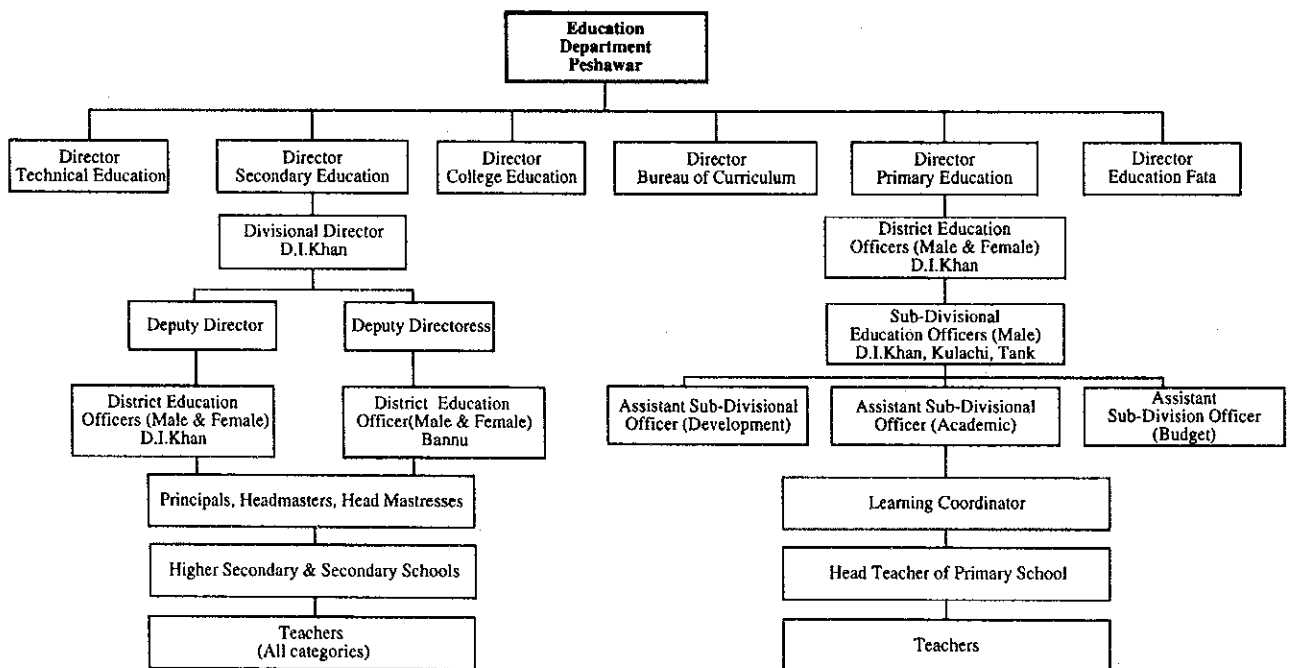 Education
Department
Peshawar
Director
Technical Education
Director
Secondary Education
Director
College Education
Director
Bureau of Curriculum
Director
Primary Education
Director
Education Fata
Divisional Director
D.I.Khan
District Education
Officers (Male & Female)
D.I.Khan
Deputy Director
Deputy Directoress
Sub-Divisional
Education Officers (Male)
D.I.Khan, Kulachi, Tank
District Education
Officers (Male & Female)
D.I.Khan
District Education
Officer(Male & Female)
Bannu
Assistant Sub-Divisional
Officer (Development)
Assistant Sub-Divisional
Officer (Academic)
Assistant
Sub-Division Officer
(Budget)
Principals, Headmasters, Head Mastresses
Learning Coordinator
Higher Secondary & Secondary Schools
Head Teacher of Primary School
Teachers
(All categories)
Teachers